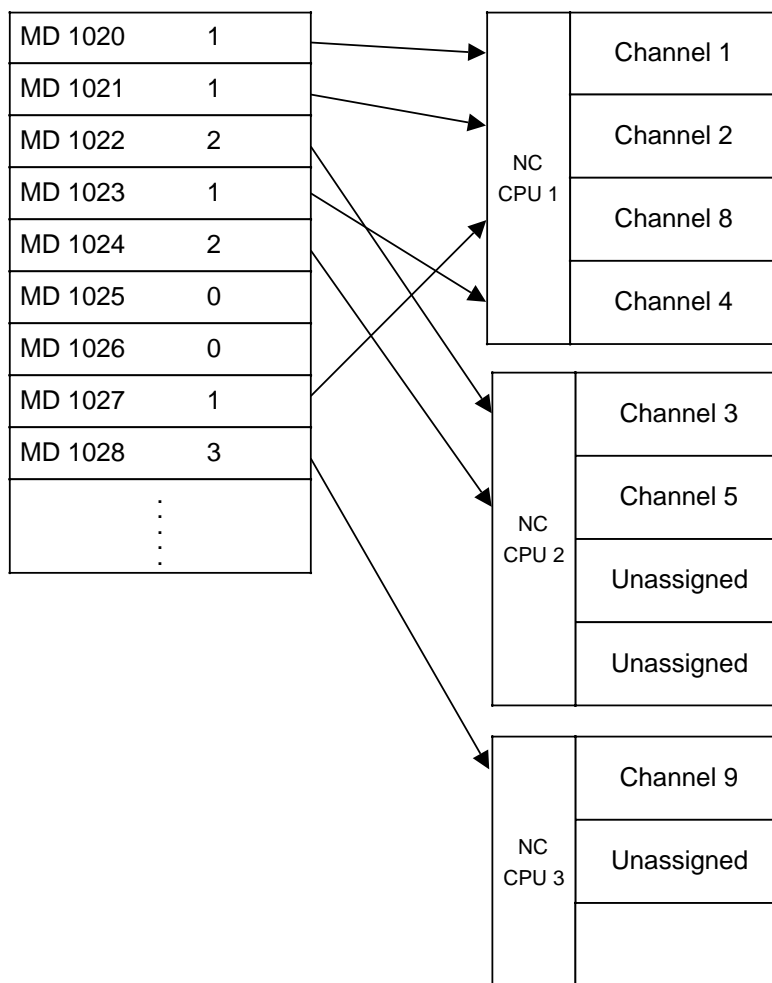 MD 1020 1
MD 1021 1
MD 1022 2
MD 1023 1
MD 1024 2
MD 1025 0
MD 1026 0
MD 1027 1
MD 1028 3
.
.
.
.
.
NC
CPU 1
Channel 1
Channel 2
Channel 8
Channel 4
NC
CPU 2
Channel 3
Channel 5
Unassigned
Unassigned
NC
CPU 3
Channel 9
Unassigned